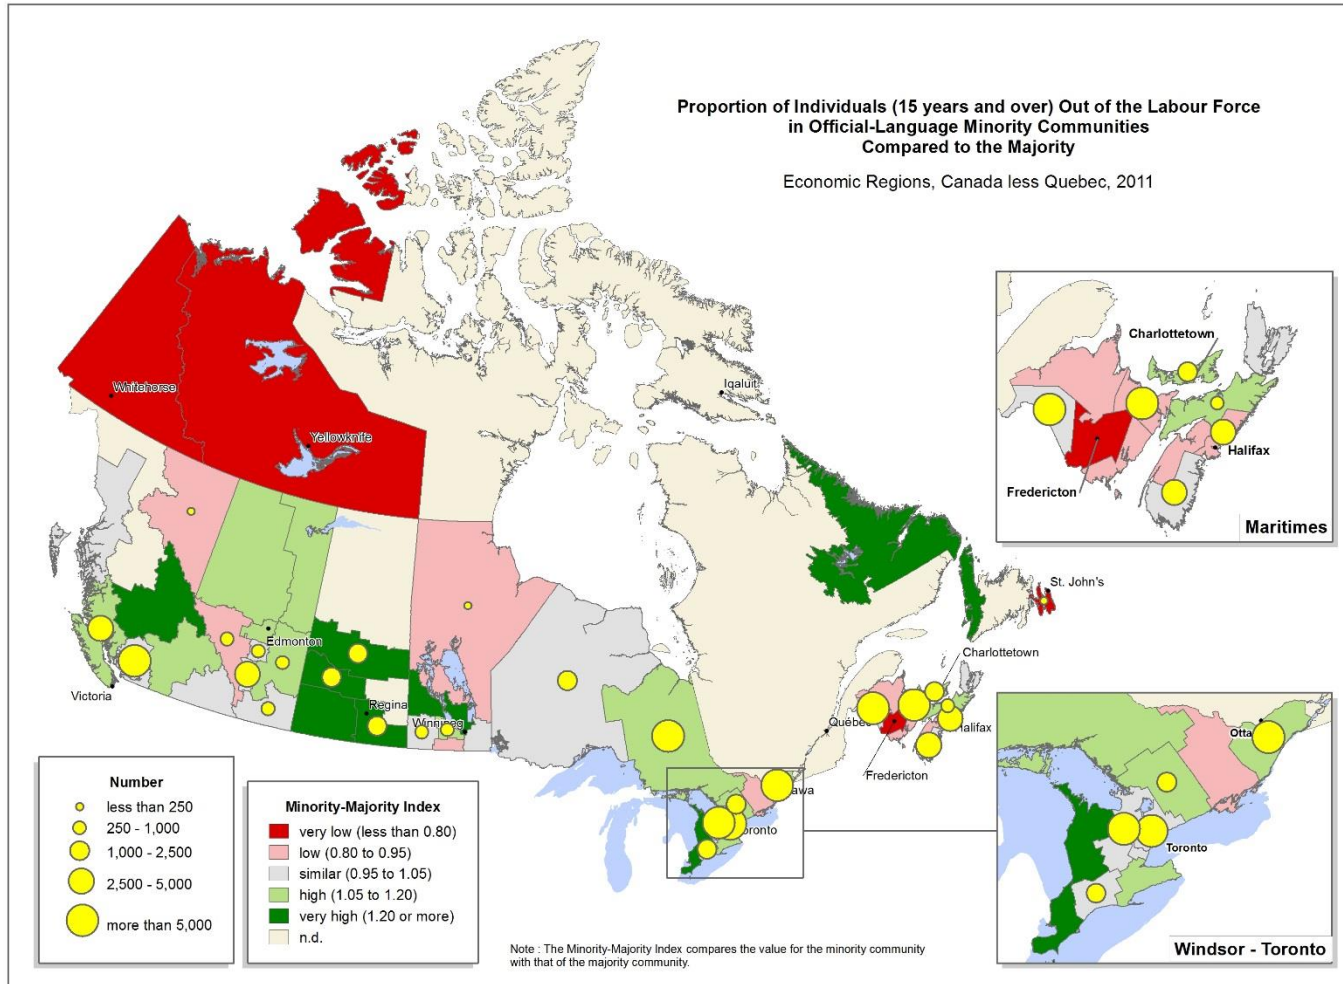 Proportion of Individuals (15 years and over) Out of the Labour Force
in Official-Language Minority Communities
Compared to the Majority
Economic Regions, Canada less Quebec, 2011
Whitehorse
Yellowknife
Iqaluit
Edmonton
Victoria
Regina
Winnipeg
St. John's
Charlottetown
Québec
Halifax
Fredericton
Toronto
Charlottetown
Halifax
Fredericton
Maritimes
Otta
Toronto
Windsor - Toronto
Number
less than 250
250 - 1,000
1,000 - 2,500
2,500 - 5,000
more than 5,000
Minority-Majority Index
very low (less than 0.80)
low (0.80 to 0.95)
similar (0.95 to 1.05)
high (1.05 to 1.20)
very high (1.20 or more)
n.d.
Note : The Minority-Majority Index compares the value for the minority community
with that of the majority community.